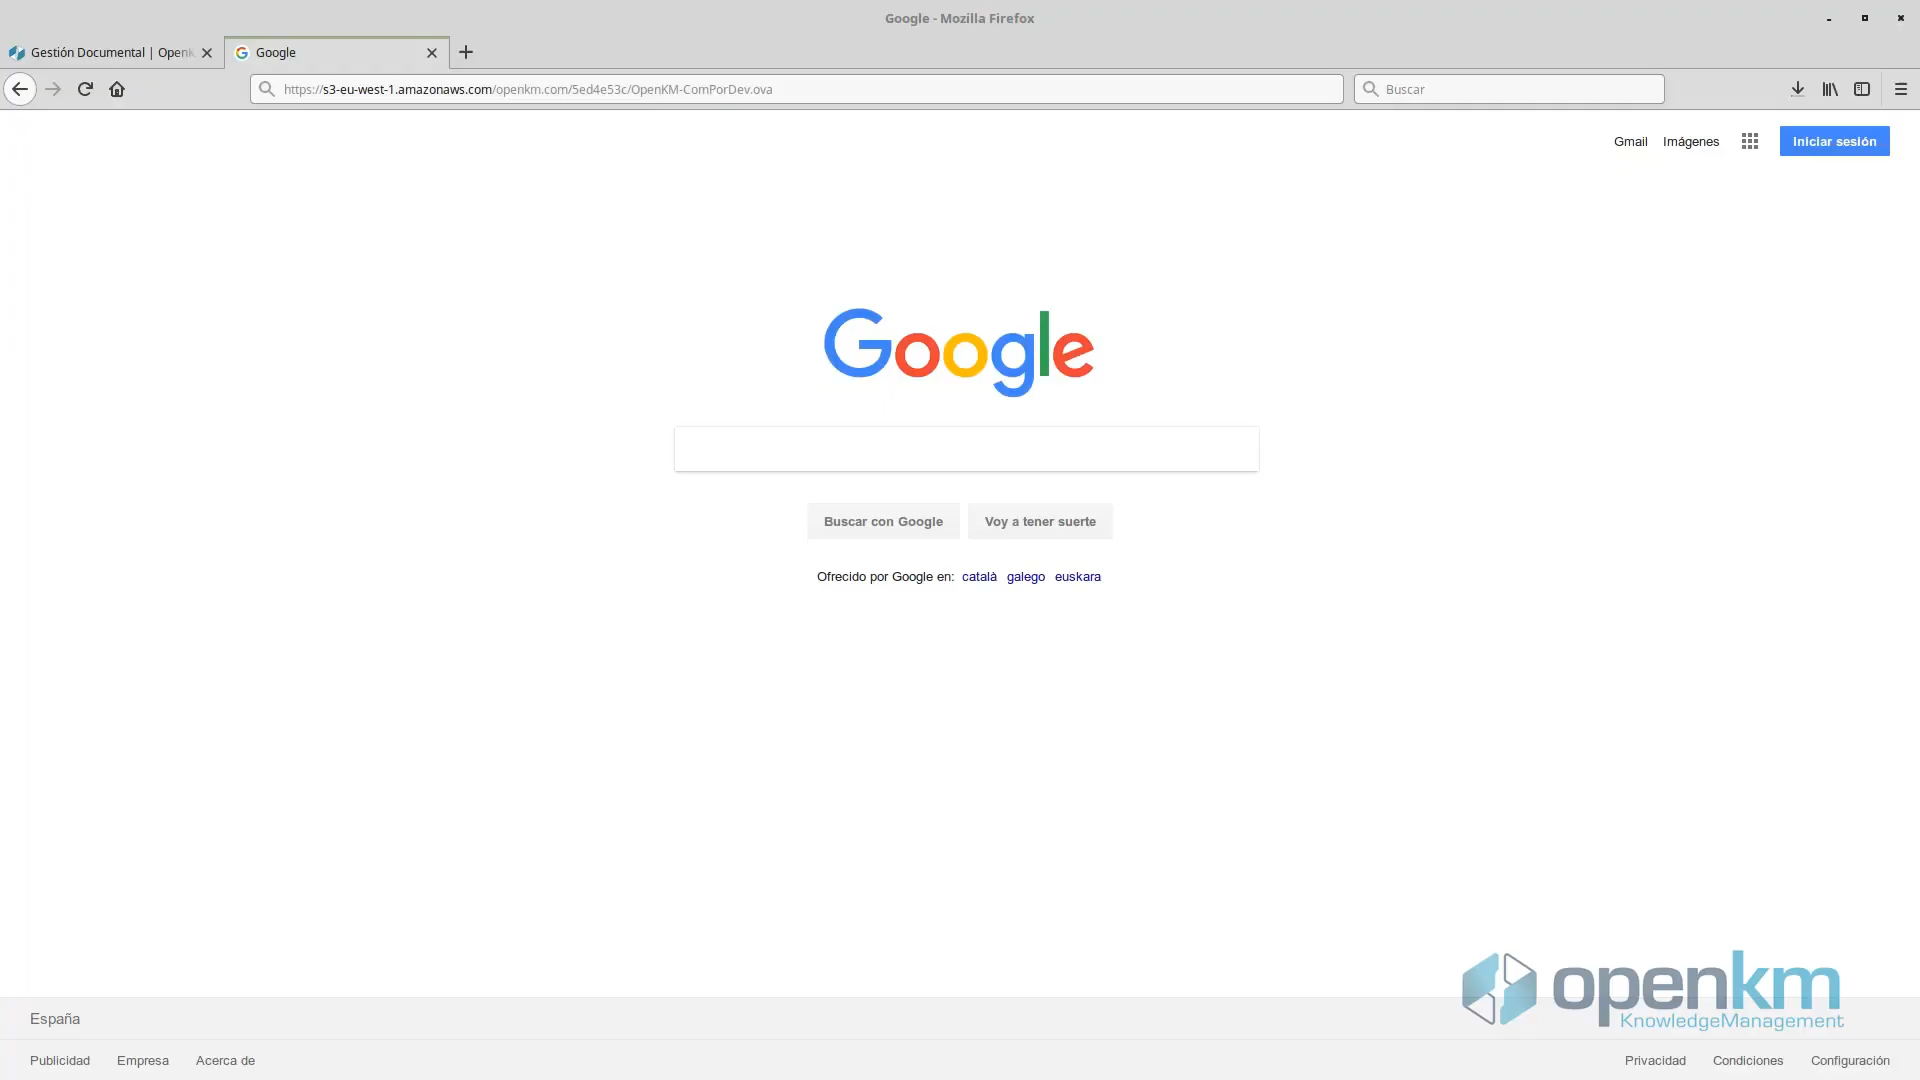 Google - Mozilla Firefox
Gestión Documental | Open
Google
https://s3-eu-west-1.amazonaws.com/openkm.com/5ed4e53c/OpenKM-ComPorDev.ova
Buscar
Gmail Imágenes Iniciar sesión
Google
Buscar con Google Voy a tener suerte
Ofrecido por Google en: català galego euskara
openkm
KnowledgeManagement
España
Publicidad Empresa Acerca de Privacidad Condiciones Configuración